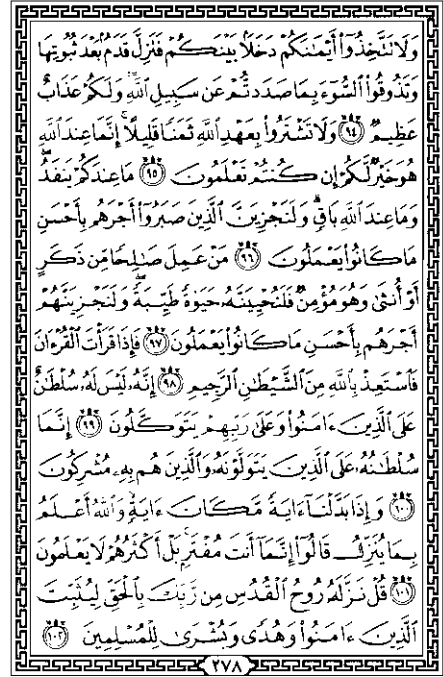 وَلَا تَتَّخِذُوٓا۟ أَيْمَـٰنَكُمْ دَخَلًۢا بَيْنَكُمْ فَتَزِلَّ قَدَمٌۢ بَعْدَ ثُبُوتِهَا
وَتَذُوقُوا۟ ٱلسُّوٓءَ بِمَا صَدَدتُّمْ عَن سَبِيلِ ٱللَّهِ وَلَكُمْ عَذَابٌ
عَظِيمٌ ٩٤ وَلَا تَشْتَرُوا۟ بِعَهْدِ ٱللَّهِ ثَمَنًا قَلِيلًا إِنَّمَا عِندَ ٱللَّهِ
هُوَ خَيْرٌ لَّكُمْ إِن كُنتُمْ تَعْلَمُونَ ٩٥ مَا عِندَكُمْ يَنفَدُ
وَمَا عِندَ ٱللَّهِ بَاقٍ وَلَنَجْزِيَنَّ ٱلَّذِينَ صَبَرُوٓا۟ أَجْرَهُم بِأَحْسَنِ
مَا كَانُوا۟ يَعْمَلُونَ ٩٦ مَنْ عَمِلَ صَـٰلِحًا مِّن ذَكَرٍ
أَوْ أُنثَىٰ وَهُوَ مُؤْمِنٌ فَلَنُحْيِيَنَّهُۥ حَيَوٰةً طَيِّبَةً وَلَنَجْزِيَنَّهُمْ
أَجْرَهُم بِأَحْسَنِ مَا كَانُوا۟ يَعْمَلُونَ ٩٧ فَإِذَا قَرَأْتَ ٱلْقُرْءَانَ
فَٱسْتَعِذْ بِٱللَّهِ مِنَ ٱلشَّيْطَـٰنِ ٱلرَّجِيمِ ٩٨ إِنَّهُۥ لَيْسَ لَهُۥ سُلْطَـٰنٌ
عَلَى ٱلَّذِينَ ءَامَنُوا۟ وَعَلَىٰ رَبِّهِمْ يَتَوَكَّلُونَ ٩٩ إِنَّمَا
سُلْطَـٰنُهُۥ عَلَى ٱلَّذِينَ يَتَوَلَّوْنَهُۥ وَٱلَّذِينَ هُم بِهِۦ مُشْرِكُونَ
١٠٠ وَإِذَا بَدَّلْنَآ ءَايَةً مَّكَانَ ءَايَةٍ وَٱللَّهُ أَعْلَمُ
بِمَا يُنَزِّلُ قَالُوٓا۟ إِنَّمَآ أَنتَ مُفْتَرٍۭ بَلْ أَكْثَرُهُمْ لَا يَعْلَمُونَ
١٠١ قُلْ نَزَّلَهُۥ رُوحُ ٱلْقُدُسِ مِن رَّبِّكَ بِٱلْحَقِّ لِيُثَبِّتَ
ٱلَّذِينَ ءَامَنُوا۟ وَهُدًى وَبُشْرَىٰ لِلْمُسْلِمِينَ ١٠٢
٢٧٨